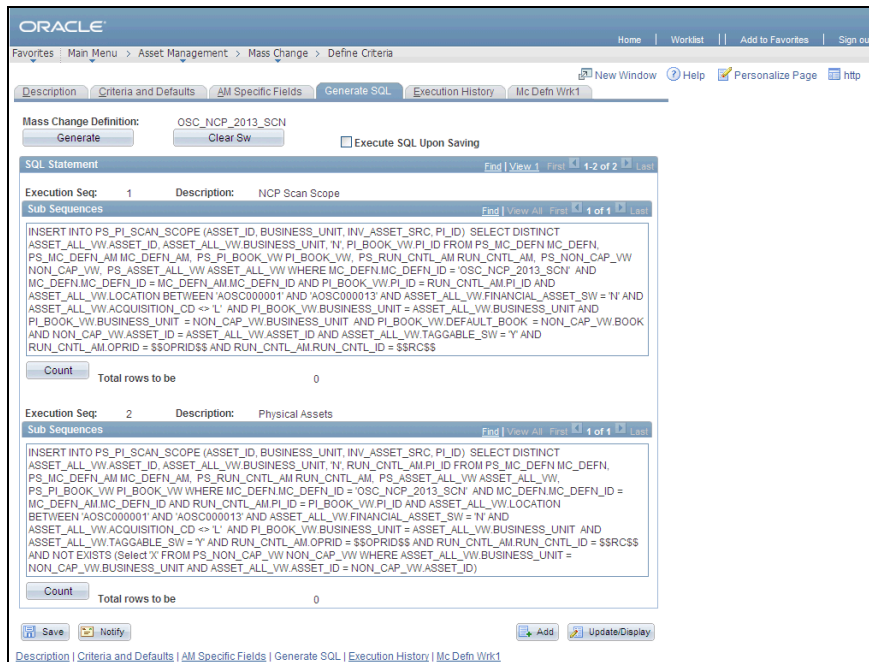 ORACLE
Home | Worklist || Add to Favorites | Sign ou
Favorites Main Menu > Asset Management > Mass Change > Define Criteria
New Window Help Personalize Page http
Description Criteria and Defaults AM Specific Fields Generate SQL Execution History Mc Defn Wrk1
Mass Change Definition: OSC_NCP_2013_SCN
Generate Clear Sw Execute SQL Upon Saving
SQL Statement Find | View 1 First 1-2 of 2 Last
Execution Seq: 1 Description: NCP Scan Scope
Sub Sequences Find | View All First 1 of 1 Last
INSERT INTO PS_PI_SCAN_SCOPE (ASSET_ID, BUSINESS_UNIT, INV_ASSET_SRC, PI_ID) SELECT DISTINCT
ASSET_ALL_VW.ASSET_ID, ASSET_ALL_VW.BUSINESS_UNIT, 'N', PI_BOOK_VW.PI_ID FROM PS_MC_DEFN MC_DEFN,
PS_MC_DEFN_AM MC_DEFN_AM, PS_PI_BOOK_VW PI_BOOK_VW, PS_RUN_CNTL_AM RUN_CNTL_AM, PS_NON_CAP_VW
NON_CAP_VW, PS_ASSET_ALL_VW ASSET_ALL_VW WHERE MC_DEFN.MC_DEFN_ID = 'OSC_NCP_2013_SCN' AND
MC_DEFN.MC_DEFN_ID = MC_DEFN_AM.MC_DEFN_ID AND PI_BOOK_VW.PI_ID = RUN_CNTL_AM.PI_ID AND
ASSET_ALL_VW.LOCATION BETWEEN 'AOSC000001' AND 'AOSC000013' AND ASSET_ALL_VW.FINANCIAL_ASSET_SW = 'N' AND
ASSET_ALL_VW.ACQUISITION_CD <> 'L' AND PI_BOOK_VW.BUSINESS_UNIT = ASSET_ALL_VW.BUSINESS_UNIT AND
PI_BOOK_VW.BUSINESS_UNIT = NON_CAP_VW.BUSINESS_UNIT AND PI_BOOK_VW.DEFAULT_BOOK = NON_CAP_VW.BOOK
AND NON_CAP_VW.ASSET_ID = ASSET_ALL_VW.ASSET_ID AND ASSET_ALL_VW.TAGGABLE_SW = 'Y' AND
RUN_CNTL_AM.OPRID = $$OPRID$$ AND RUN_CNTL_AM.RUN_CNTL_ID = $$RC$$
Count Total rows to be 0
Execution Seq: 2 Description: Physical Assets
Sub Sequences Find | View All First 1 of 1 Last
INSERT INTO PS_PI_SCAN_SCOPE (ASSET_ID, BUSINESS_UNIT, INV_ASSET_SRC, PI_ID) SELECT DISTINCT
ASSET_ALL_VW.ASSET_ID, ASSET_ALL_VW.BUSINESS_UNIT, 'N', RUN_CNTL_AM.PI_ID FROM PS_MC_DEFN MC_DEFN,
PS_MC_DEFN_AM MC_DEFN_AM, PS_RUN_CNTL_AM RUN_CNTL_AM, PS_ASSET_ALL_VW ASSET_ALL_VW,
PS_PI_BOOK_VW PI_BOOK_VW WHERE MC_DEFN.MC_DEFN_ID = 'OSC_NCP_2013_SCN' AND MC_DEFN.MC_DEFN_ID =
MC_DEFN_AM.MC_DEFN_ID AND RUN_CNTL_AM.PI_ID = PI_BOOK_VW.PI_ID AND ASSET_ALL_VW.LOCATION
BETWEEN 'AOSC000001' AND 'AOSC000013' AND ASSET_ALL_VW.FINANCIAL_ASSET_SW = 'N' AND
ASSET_ALL_VW.ACQUISITION_CD <> 'L' AND PI_BOOK_VW.BUSINESS_UNIT = ASSET_ALL_VW.BUSINESS_UNIT AND
ASSET_ALL_VW.TAGGABLE_SW = 'Y' AND RUN_CNTL_AM.OPRID = $$OPRID$$ AND RUN_CNTL_AM.RUN_CNTL_ID = $$RC$$
AND NOT EXISTS (Select 'X' FROM PS_NON_CAP_VW NON_CAP_VW WHERE ASSET_ALL_VW.BUSINESS_UNIT =
NON_CAP_VW.BUSINESS_UNIT AND ASSET_ALL_VW.ASSET_ID = NON_CAP_VW.ASSET_ID)
Count Total rows to be 0
Save Notify Add Update/Display
Description | Criteria and Defaults | AM Specific Fields | Generate SQL | Execution History | Mc Defn Wrk1